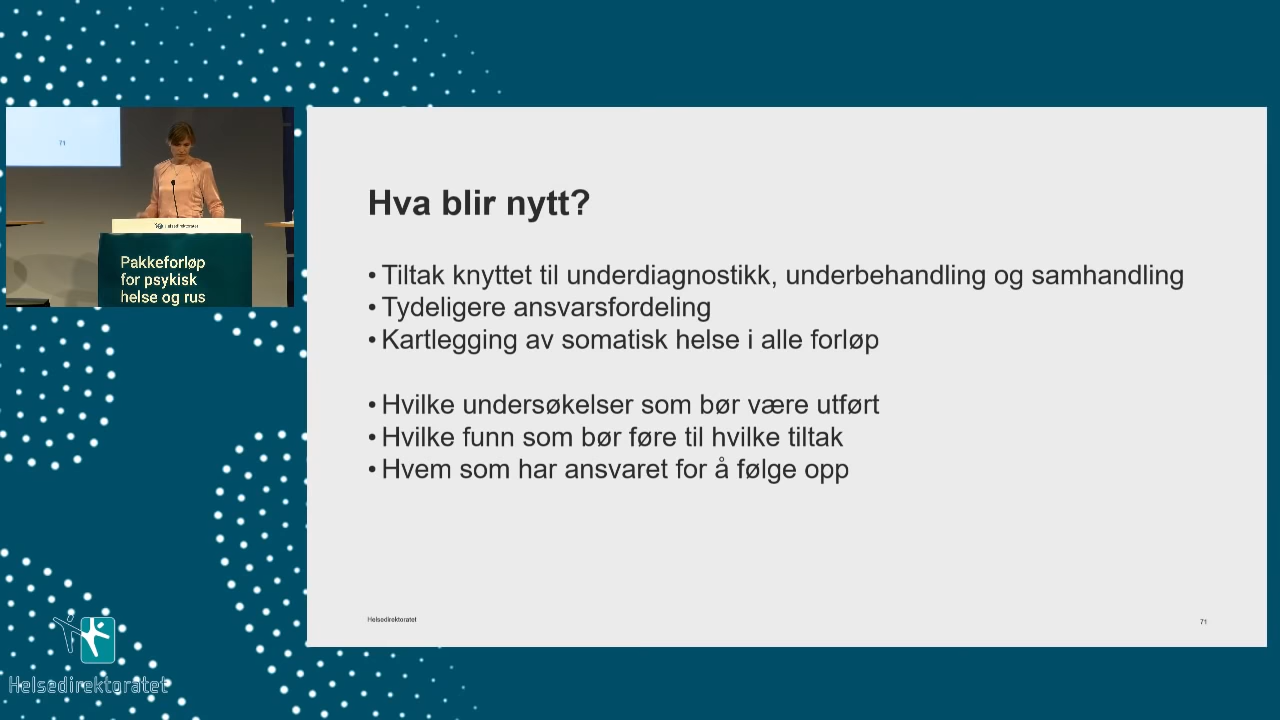 71
Helsedirektoratet
Pakkeforløp
for psykisk
helse og rus
Hva blir nytt?
• Tiltak knyttet til underdiagnostikk, underbehandling og samhandling
• Tydeligere ansvarsfordeling
• Kartlegging av somatisk helse i alle forløp
• Hvilke undersøkelser som bør være utført
• Hvilke funn som bør føre til hvilke tiltak
• Hvem som har ansvaret for å følge opp
Helsedirektoratet
71
Helsedirektoratet